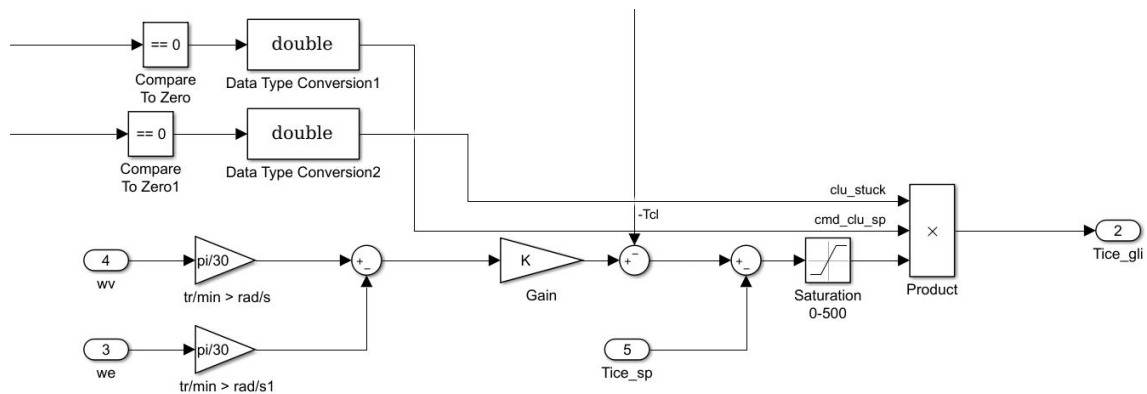 == 0
double
Compare
To Zero
Data Type Conversion1
== 0
double
Compare
To Zero1
Data Type Conversion2
clu_stuck
-Tcl
cmd_clu_sp
×
2
Tice_gli
4
wv
pi/30
tr/min > rad/s
+
−
K
Gain
−
+
+
−
Saturation
0-500
Product
3
we
pi/30
tr/min > rad/s1
5
Tice_sp